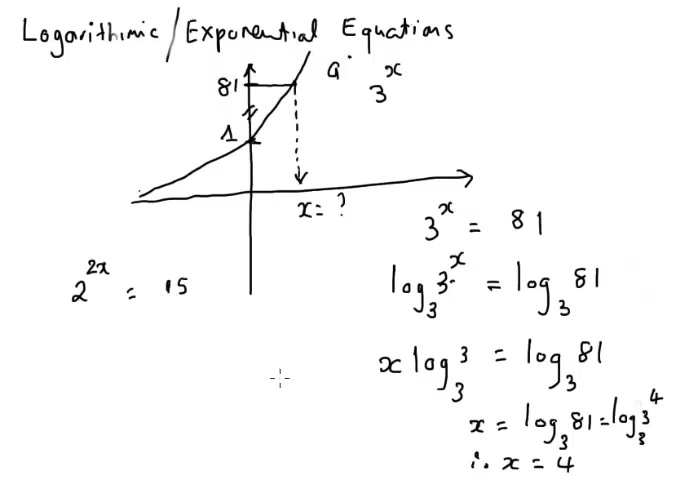 Logarithmic/Exponential Equations
81
a. 3^x
1
x = ?
3^x = 81
2^{2x} = 15
log_3 3^x = log_3 81
x log_3 3 = log_3 81
x = log_3 81 = log_3 3^4
∴ x = 4